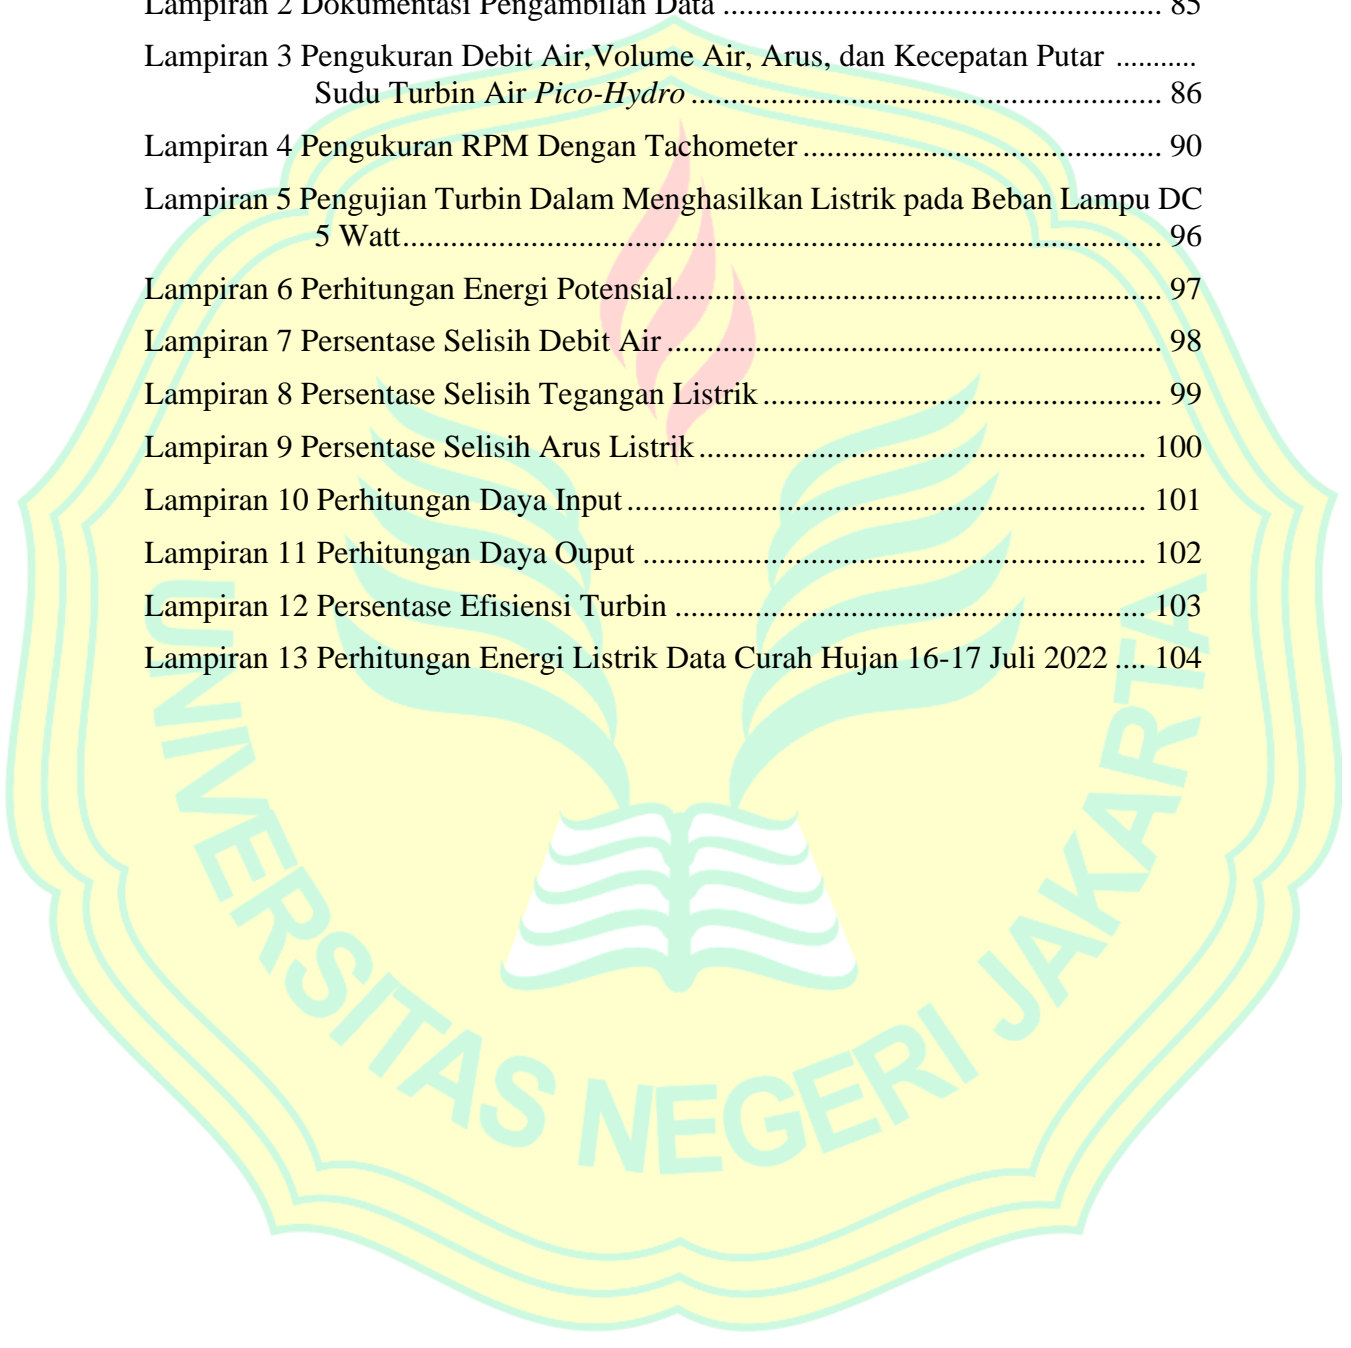 Lampiran 2 Dokumentasi Pengambilan Data ........................................................ 85
Lampiran 3 Pengukuran Debit Air,Volume Air, Arus, dan Kecepatan Putar ..........
Sudu Turbin Air Pico-Hydro ............................................................ 86
Lampiran 4 Pengukuran RPM Dengan Tachometer .............................................. 90
Lampiran 5 Pengujian Turbin Dalam Menghasilkan Listrik pada Beban Lampu DC
5 Watt................................................................................................. 96
Lampiran 6 Perhitungan Energi Potensial.............................................................. 97
Lampiran 7 Persentase Selisih Debit Air ............................................................... 98
Lampiran 8 Persentase Selisih Tegangan Listrik ................................................... 99
Lampiran 9 Persentase Selisih Arus Listrik ......................................................... 100
Lampiran 10 Perhitungan Daya Input .................................................................. 101
Lampiran 11 Perhitungan Daya Ouput ................................................................ 102
Lampiran 12 Persentase Efisiensi Turbin ............................................................ 103
Lampiran 13 Perhitungan Energi Listrik Data Curah Hujan 16-17 Juli 2022 .... 104
UNIVERSITAS NEGERI JAKARTA